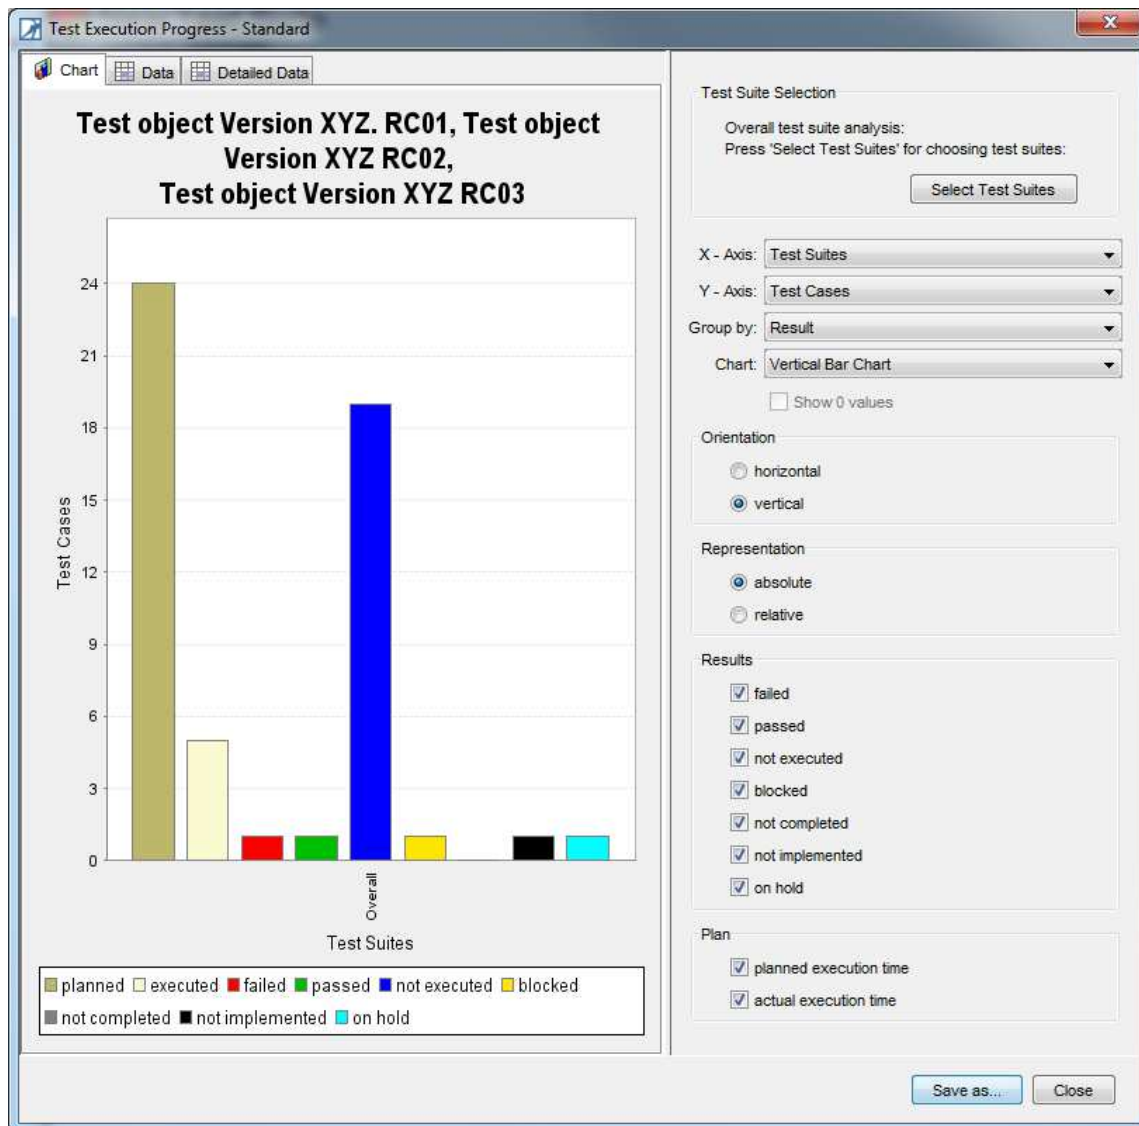 Test Execution Progress - Standard
Chart
Data
Detailed Data
Test object Version XYZ. RC01, Test object
Version XYZ RC02,
Test object Version XYZ RC03
24
21
18
15
12
9
6
3
0
Test Cases
Overall
Test Suites
planned executed failed passed not executed blocked
not completed not implemented on hold
Test Suite Selection
Overall test suite analysis:
Press 'Select Test Suites' for choosing test suites:
Select Test Suites
X - Axis: Test Suites
Y - Axis: Test Cases
Group by: Result
Chart: Vertical Bar Chart
Show 0 values
Orientation
horizontal
vertical
Representation
absolute
relative
Results
failed
passed
not executed
blocked
not completed
not implemented
on hold
Plan
planned execution time
actual execution time
Save as...
Close